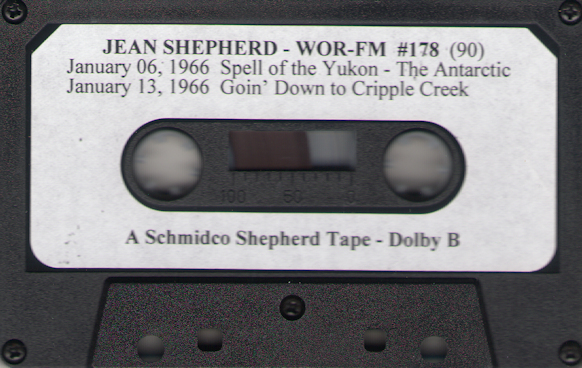 JEAN SHEPHERD - WOR-FM #178 (90)
January 06, 1966 Spell of the Yukon - The Antarctic
January 13, 1966 Goin' Down to Cripple Creek
100 50 0
A Schmidco Shepherd Tape - Dolby B